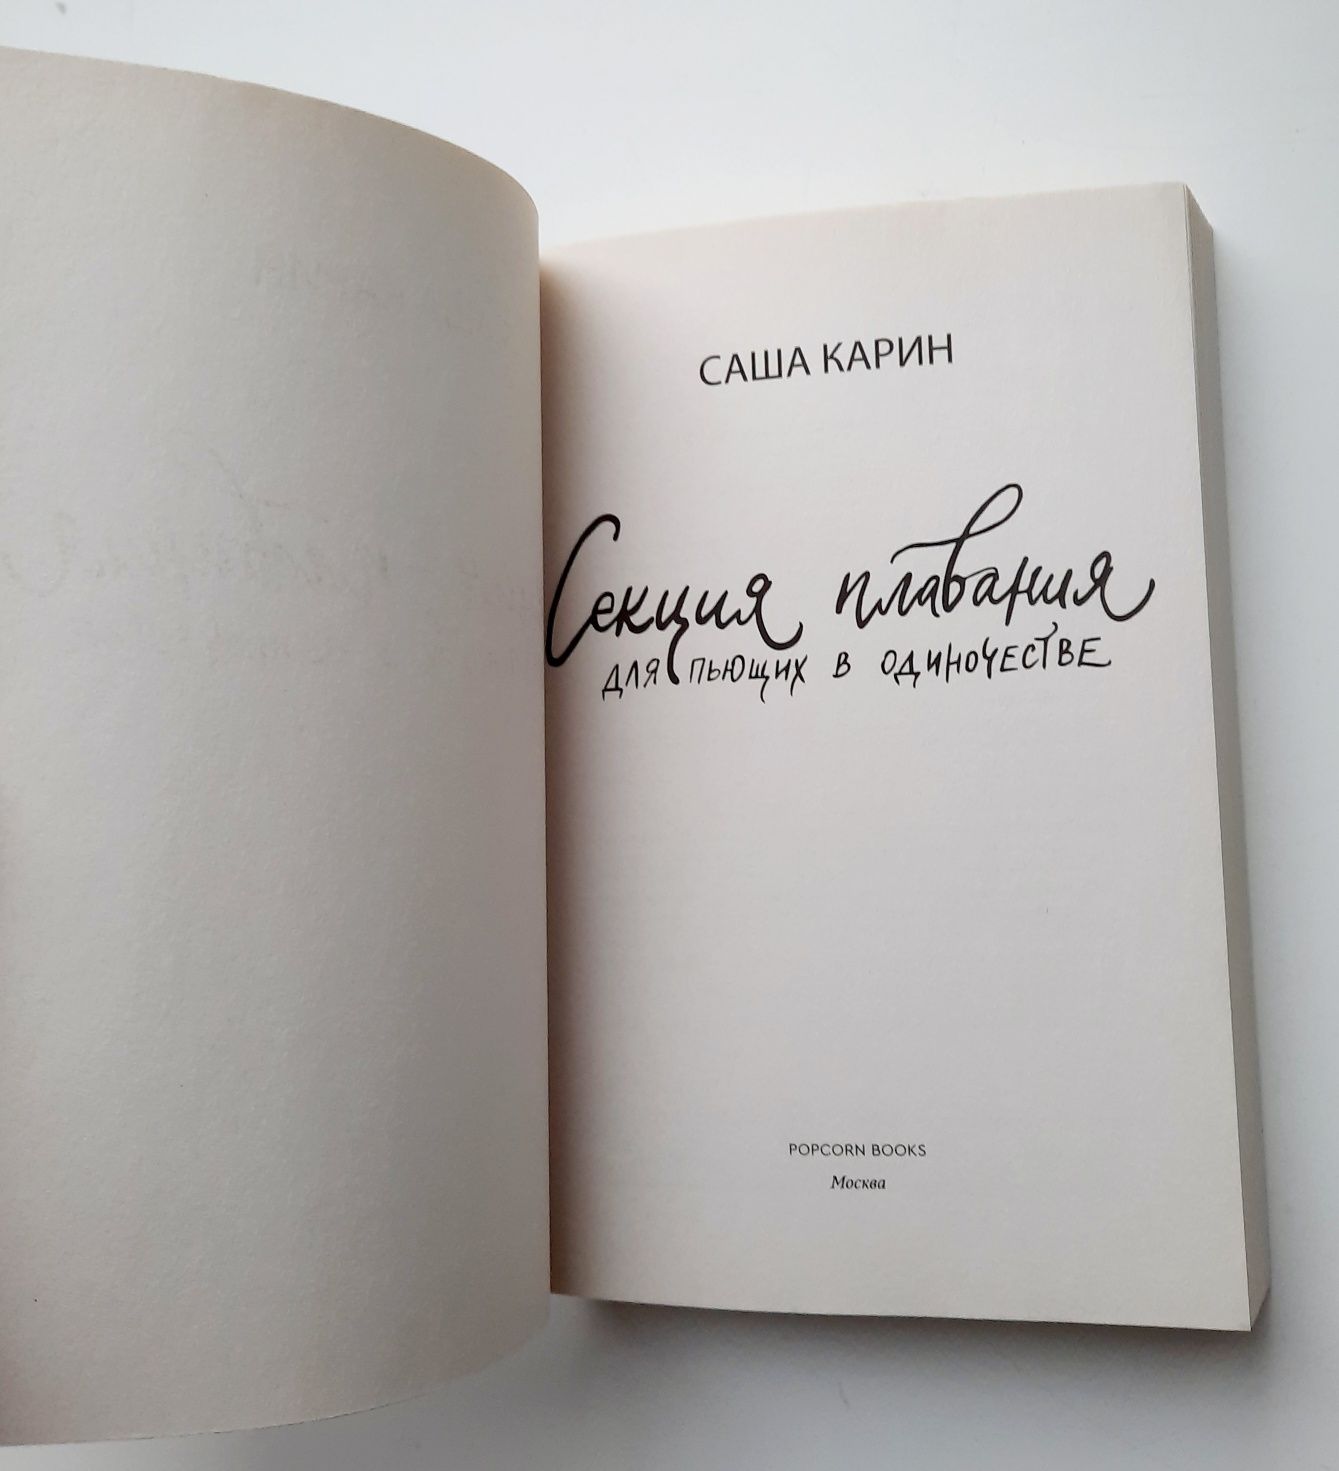 САША КАРИН
Секция плавания
для пьющих в одиночестве
POPCORN BOOKS
Москва